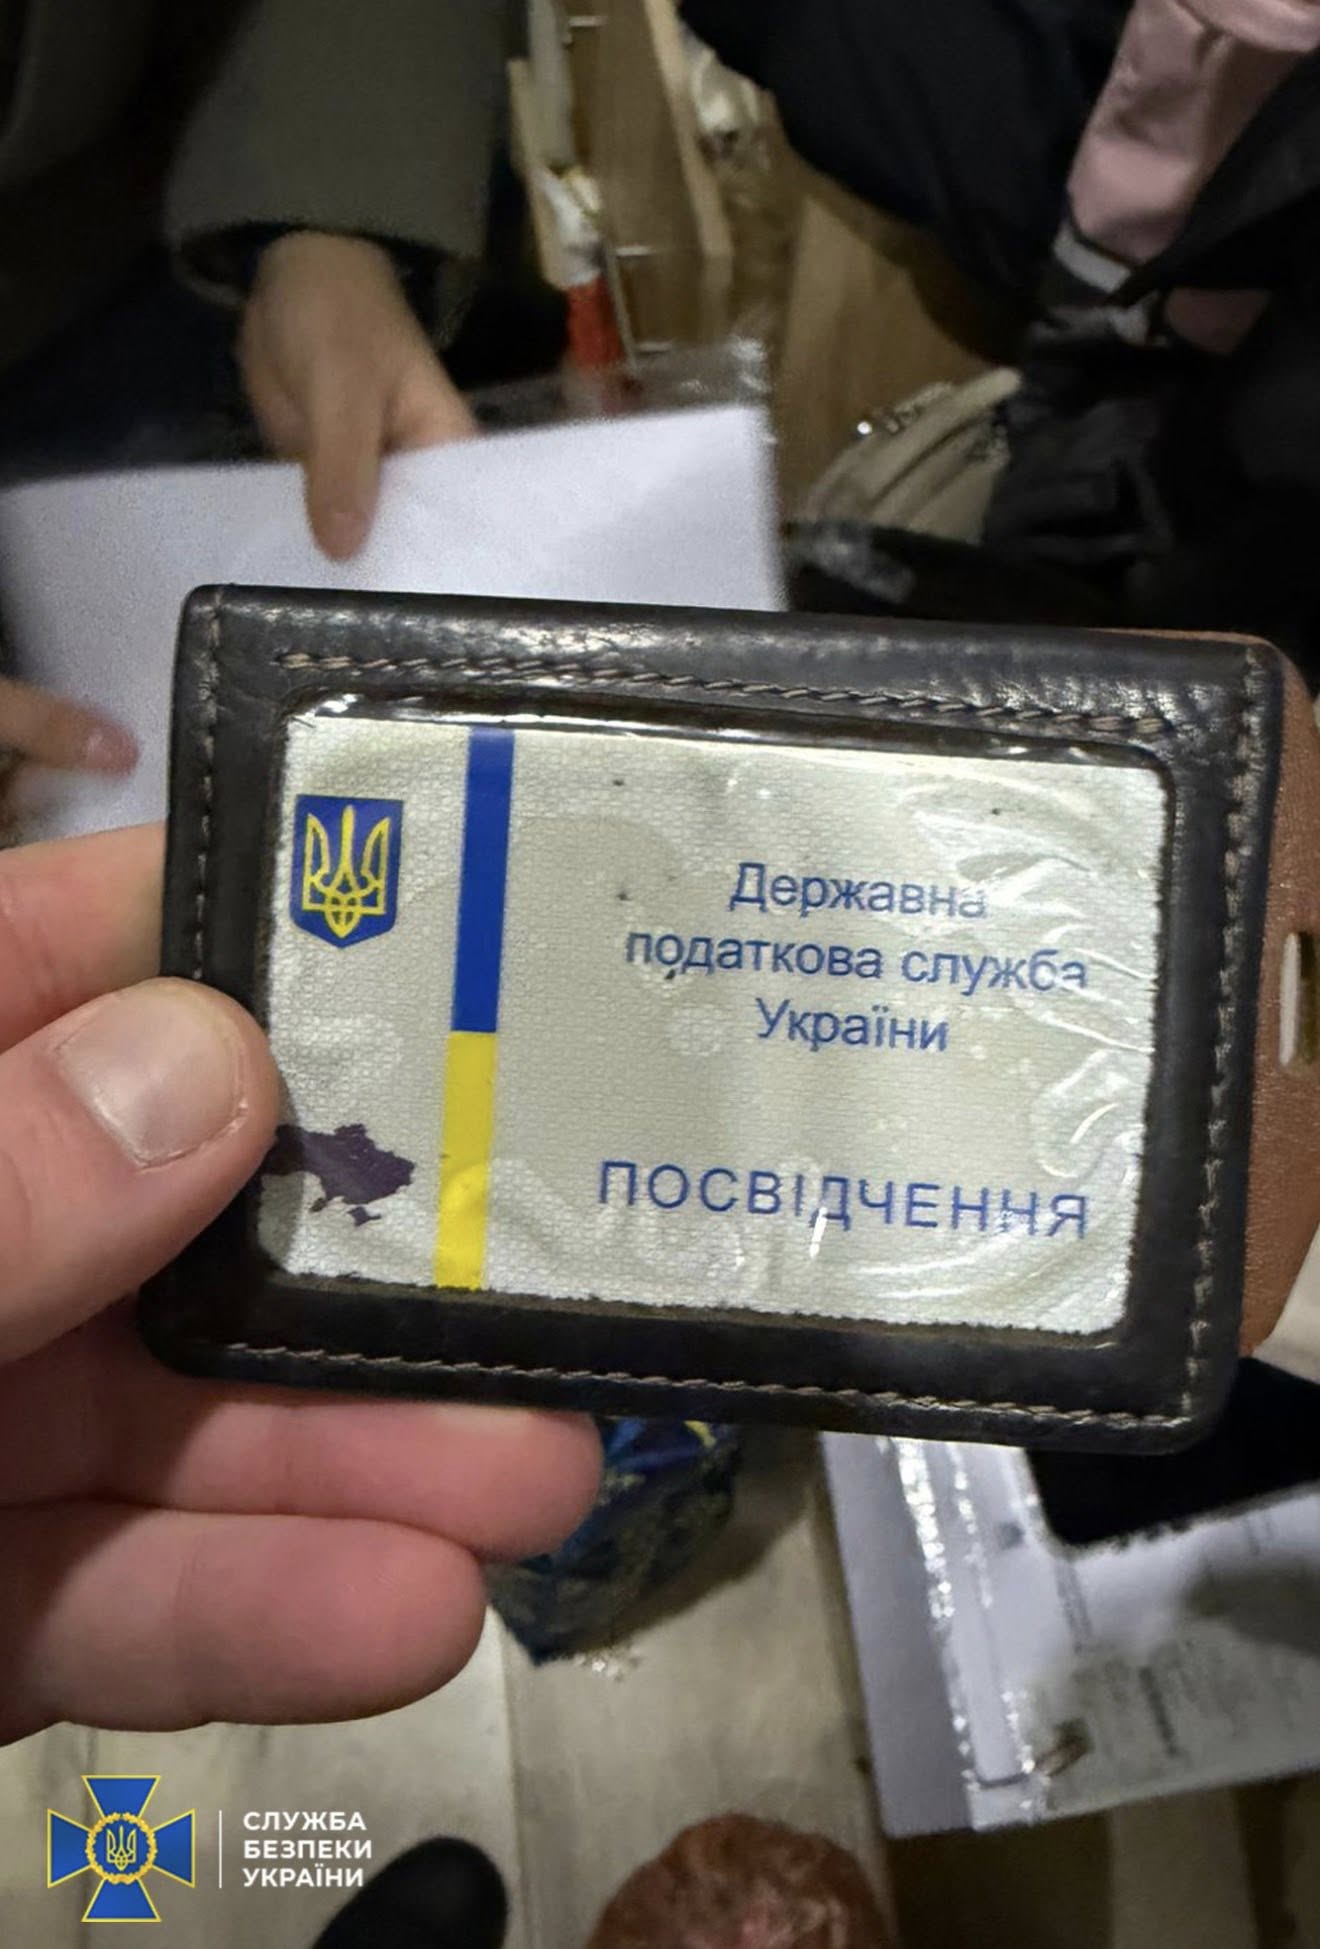 Державна
податкова служба
України
ПОСВІДЧЕННЯ
СЛУЖБА
БЕЗПЕКИ
УКРАЇНИ